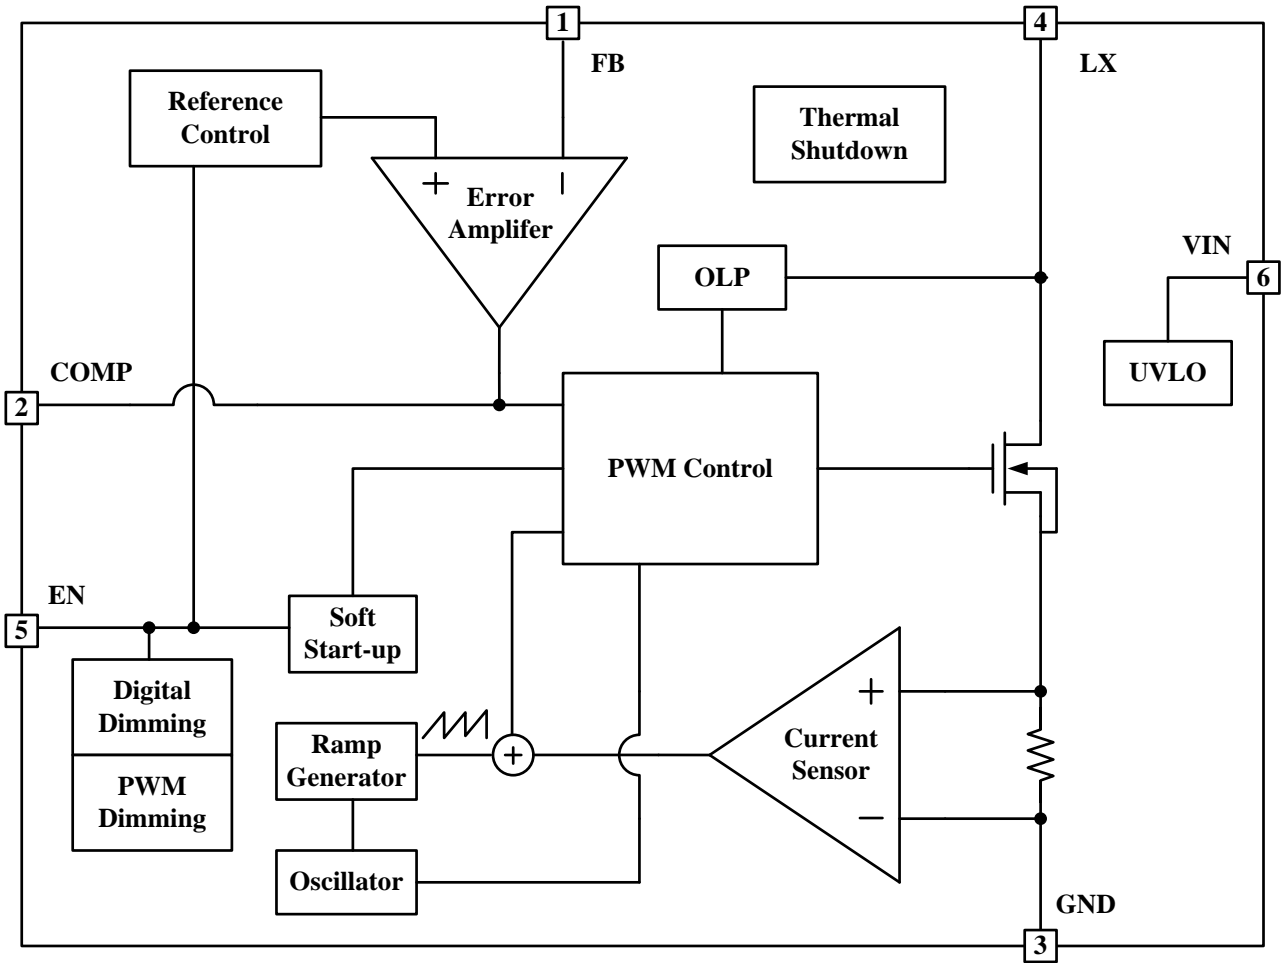 1
4
FB
LX
Reference
Control
Thermal
Shutdown
+
−
Error
Amplifer
VIN
6
OLP
COMP
UVLO
2
PWM Control
EN
5
Soft
Start-up
Digital
Dimming
PWM
Dimming
Ramp
Generator
+
+
Current
Sensor
−
Oscillator
GND
3